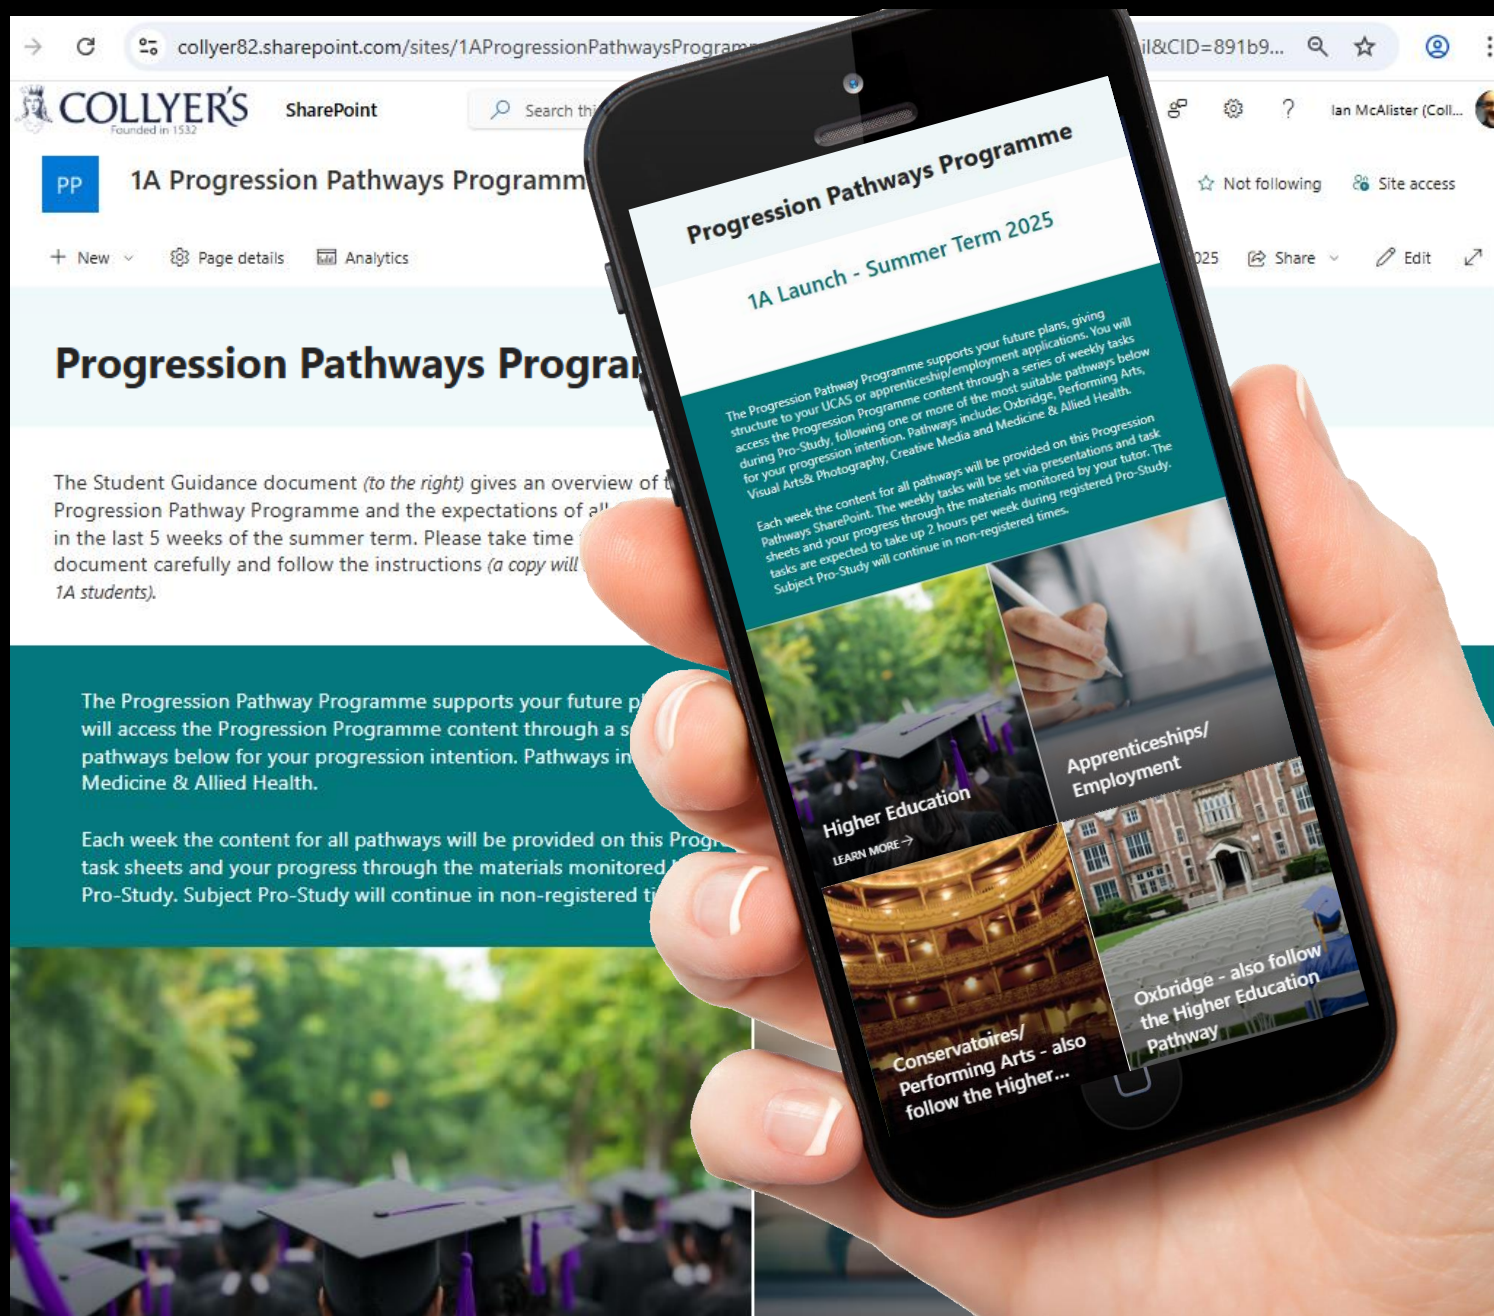 collyer82.sharepoint.com/sites/1AProgressionPathwaysProgramm
il&CID=891b9...
COLLYER'S
Founded in 1532
SharePoint
Search thi
?
Ian McAlister (Coll...
PP
1A Progression Pathways Programm
Not following
Site access
+ New
Page details
Analytics
025
Share
Edit
Progression Pathways Progra
The Student Guidance document (to the right) gives an overview of t
Progression Pathway Programme and the expectations of all
in the last 5 weeks of the summer term. Please take time
document carefully and follow the instructions (a copy will
1A students).
The Progression Pathway Programme supports your future p
will access the Progression Programme content through a s
pathways below for your progression intention. Pathways in
Medicine & Allied Health.
Each week the content for all pathways will be provided on this Progr
task sheets and your progress through the materials monitored
Pro-Study. Subject Pro-Study will continue in non-registered ti
Progression Pathways Programme
1A Launch - Summer Term 2025
The Progression Pathway Programme supports your future plans, giving
structure to your UCAS or apprenticeship/employment applications. You will
access the Progression Programme content through a series of weekly tasks
during Pro-Study, following one or more of the most suitable pathways below
for your progression intention. Pathways include: Oxbridge, Performing Arts,
Visual Arts& Photography, Creative Media and Medicine & Allied Health.
Each week the content for all pathways will be provided on this Progression
Pathways SharePoint. The weekly tasks will be set via presentations and task
sheets and your progress through the materials monitored by your tutor. The
tasks are expected to take up 2 hours per week during registered Pro-Study.
Subject Pro-Study will continue in non-registered times.
Higher Education
LEARN MORE →
Apprenticeships/
Employment
Conservatoires/
Performing Arts - also
follow the Higher...
Oxbridge - also follow
the Higher Education
Pathway